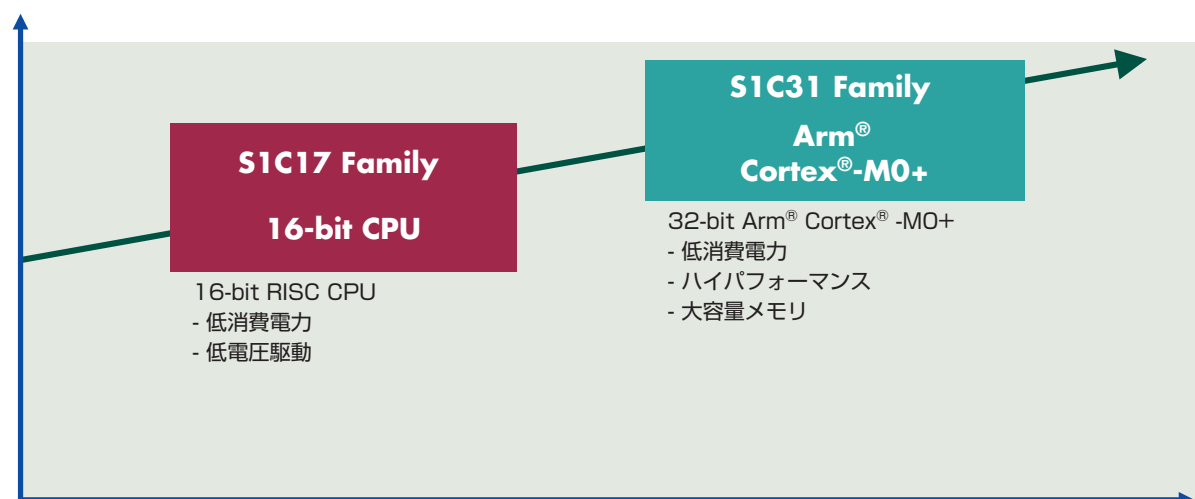 S1C17 Family
16-bit CPU
16-bit RISC CPU
- 低消費電力
- 低電圧駆動
S1C31 Family
Arm®
Cortex®-M0+
32-bit Arm® Cortex® -M0+
- 低消費電力
- ハイパフォーマンス
- 大容量メモリ